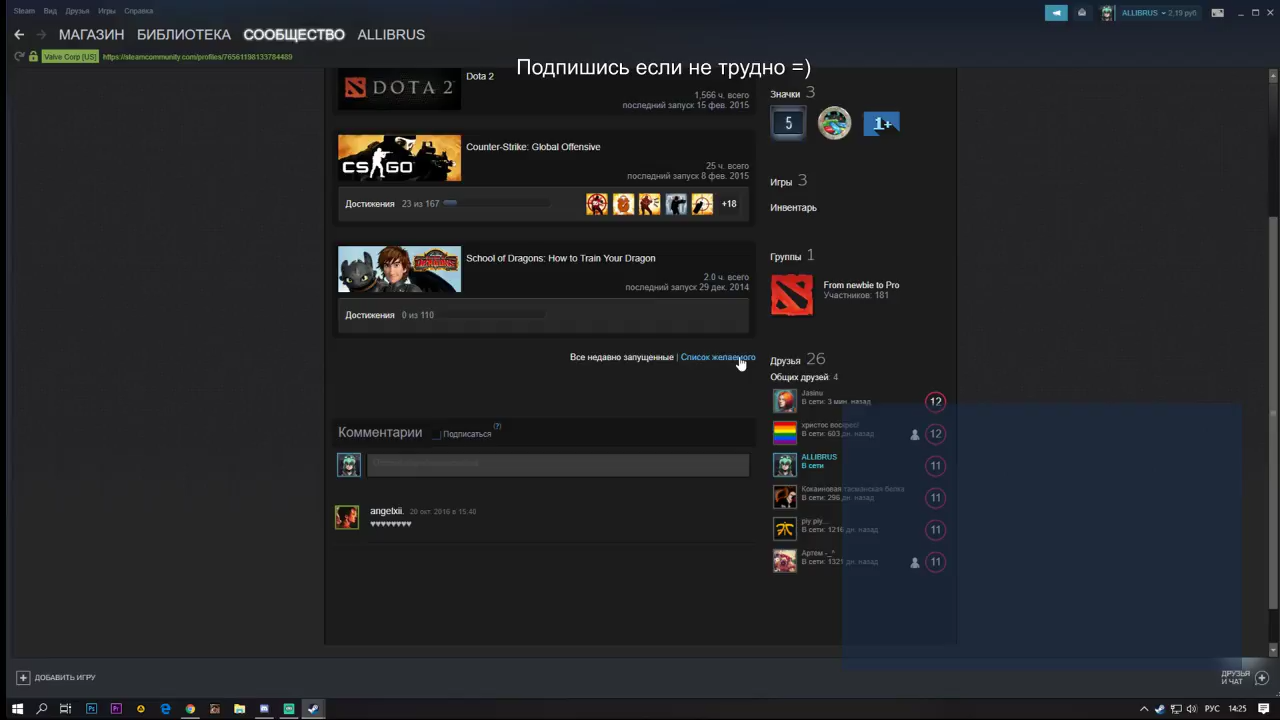 Steam Вид Друзья Игры Справка
ALLIBRUS 2,19 руб
МАГАЗИН БИБЛИОТЕКА СООБЩЕСТВО ALLIBRUS
Valve Corp [US] https://steamcommunity.com/profiles/76561198133784489
Подпишись если не трудно =)
DOTA 2
Dota 2
1,566 ч. всего
последний запуск 15 фев. 2015
CS GO
Counter-Strike: Global Offensive
25 ч. всего
последний запуск 8 фев. 2015
Достижения 23 из 167
+18
School of Dragons: How to Train Your Dragon
2.0 ч. всего
последний запуск 29 дек. 2014
Достижения 0 из 110
Все недавно запущенные | Список желаемого
Комментарии Подписаться (?)
angelxii. 20 окт. 2016 в 15:40
♥♥♥♥♥♥♥♥
Значки 3
5
1+
Игры 3
Инвентарь
Группы 1
From newbie to Pro
Участников: 181
Друзья 26
Общих друзей: 4
Jasinu
В сети: 3 мин. назад
12
христос воскрес!
В сети: 603 дн. назад
12
ALLIBRUS
В сети
11
Кокаиновая тасманская белка
В сети: 296 дн. назад
11
piy piy...
В сети: 1216 дн. назад
11
Артем -_^
В сети: 1321 дн. назад
11
ДОБАВИТЬ ИГРУ
ДРУЗЬЯ
И ЧАТ
РУС 14:25